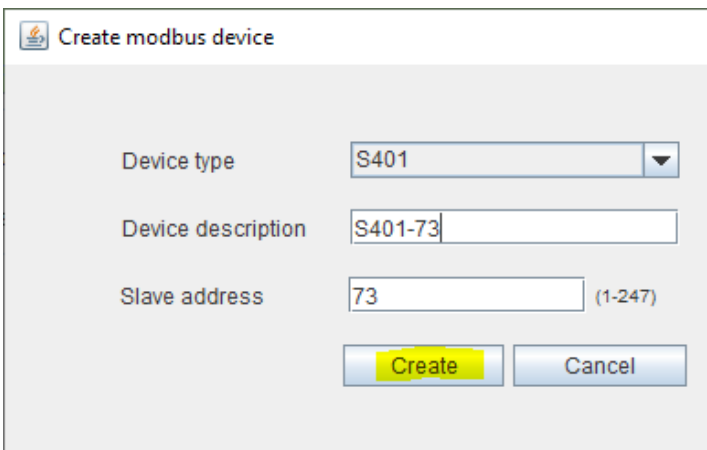 Create modbus device
Device type S401
Device description S401-73
Slave address 73 (1-247)
Create Cancel